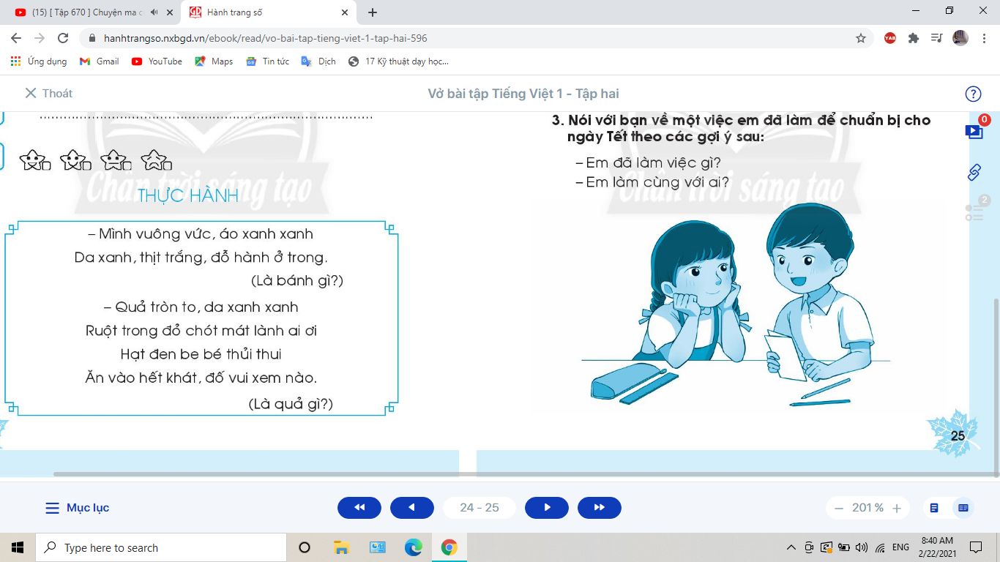 (15) [ Tập 670 ] Chuyện ma c
Hành trang số
hanhtrangso.nxbgd.vn/ebook/read/vo-bai-tap-tieng-viet-1-tap-hai-596
YAB
Ứng dụng
Gmail
YouTube
Maps
Tin tức
Dịch
17 Kỹ thuật dạy học...
Thoát
Vở bài tập Tiếng Việt 1 - Tập hai
?
0
2
Chân trời sáng tạo
THỰC HÀNH
– Mình vuông vức, áo xanh xanh
Da xanh, thịt trắng, đỗ hành ở trong.
(Là bánh gì?)
– Quả tròn to, da xanh xanh
Ruột trong đỏ chót mát lành ai ơi
Hạt đen be bé thủi thui
Ăn vào hết khát, đố vui xem nào.
(Là quả gì?)
3. Nói với bạn về một việc em đã làm để chuẩn bị cho
ngày Tết theo các gợi ý sau:
– Em đã làm việc gì?
– Em làm cùng với ai?
Chân trời sáng tạo
25
Mục lục
24 - 25
201 %
Type here to search
ENG
8:40 AM
2/22/2021